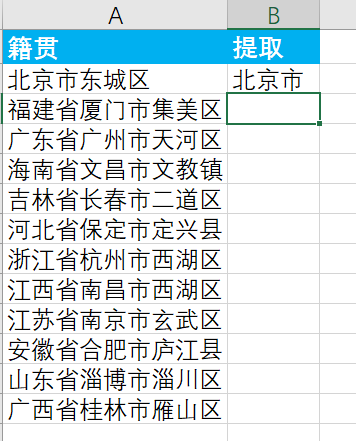 A B
籍贯 提取
北京市东城区 北京市
福建省厦门市集美区
广东省广州市天河区
海南省文昌市文教镇
吉林省长春市二道区
河北省保定市定兴县
浙江省杭州市西湖区
江西省南昌市西湖区
江苏省南京市玄武区
安徽省合肥市庐江县
山东省淄博市淄川区
广西省桂林市雁山区